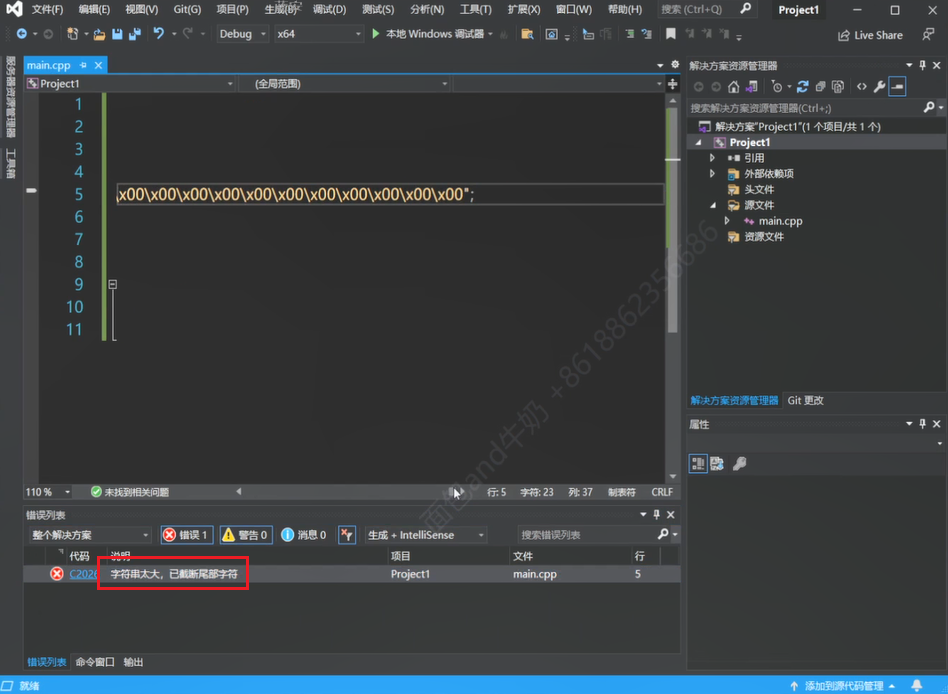 文件(F) 编辑(E) 视图(V) Git(G) 项目(P) 生成(B) 调试(D) 测试(S) 分析(N) 工具(T) 扩展(X) 窗口(W) 帮助(H) 搜索 (Ctrl+Q) Project1
Debug x64 本地 Windows 调试器 Live Share
服务器资源管理器
工具箱
main.cpp
Project1 (全局范围)
1
2
3
4
5 \x00\x00\x00\x00\x00\x00\x00\x00\x00\x00\x00";
6
7
8
9
10
11
110 % 未找到相关问题 行: 5 字符: 23 列: 37 制表符 CRLF
解决方案资源管理器
搜索解决方案资源管理器(Ctrl+;)
解决方案"Project1"(1 个项目/共 1 个)
Project1
引用
外部依赖项
头文件
源文件
main.cpp
资源文件
解决方案资源管理器 Git 更改
属性
错误列表
整个解决方案 错误 1 警告 0 消息 0 生成 + IntelliSense 搜索错误列表
代码 说明 项目 文件 行
C2026 字符串太大，已截断尾部字符 Project1 main.cpp 5
错误列表 命令窗口 输出
就绪 添加到源代码管理
面包and牛奶 +8618862356686